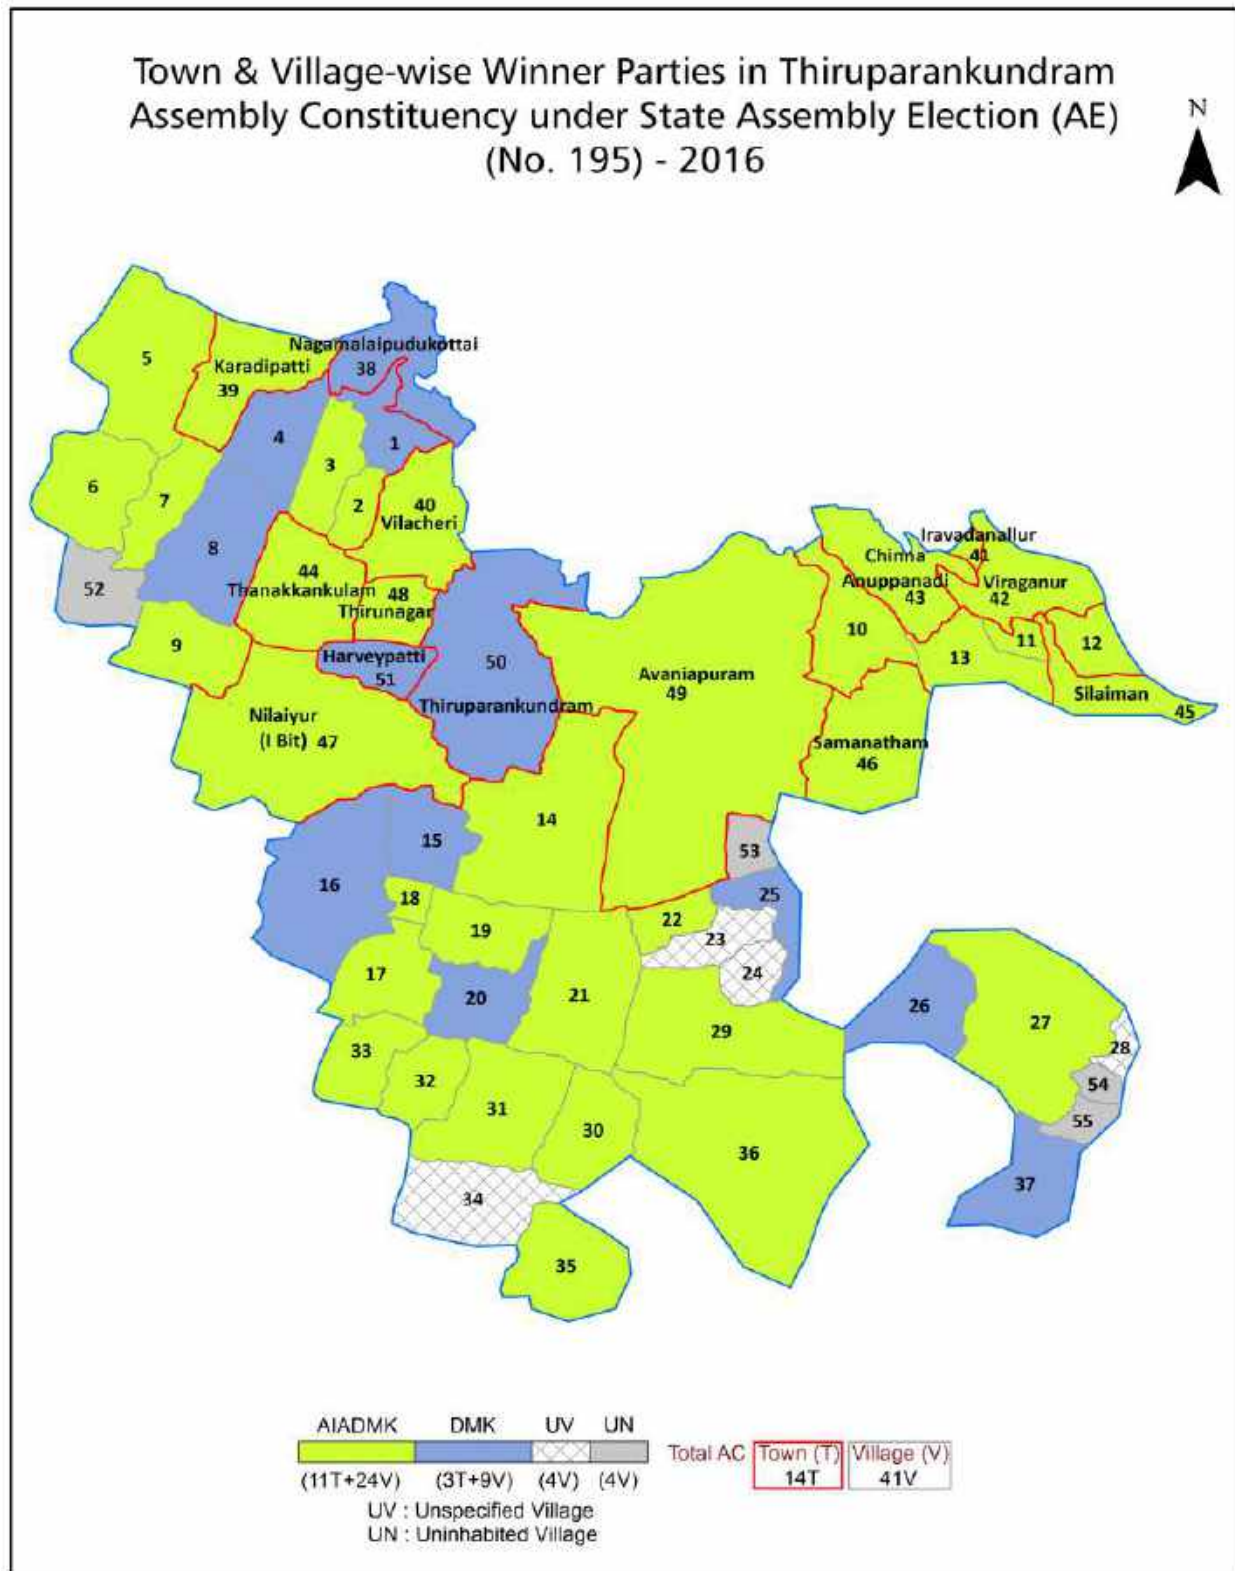 Town & Village-wise Winner Parties in Thiruparankundram
Assembly Constituency under State Assembly Election (AE)
(No. 195) - 2016
N
Nagamalaipudukottai
38
5
Karadipatti
39
4
1
3
6
7
2
40
Vilacheri
8
52
44
Thanakkankulam
48
Thirunagar
Iravadanallur
41
Chinna
Anuppanadi
43
Viraganur
42
10
11
12
13
9
Harveypatti
51
50
Thiruparankundram
Avaniapuram
49
Silaiman
45
Nilaiyur
(I Bit) 47
Samanatham
46
14
15
16
53
18
25
22
19
23
17
24
20
21
26
27
29
28
33
32
54
31
30
55
36
37
34
35
AIADMK DMK UV UN
Total AC Town (T) Village (V)
14T 41V
(11T+24V) (3T+9V) (4V) (4V)
UV : Unspecified Village
UN : Uninhabited Village